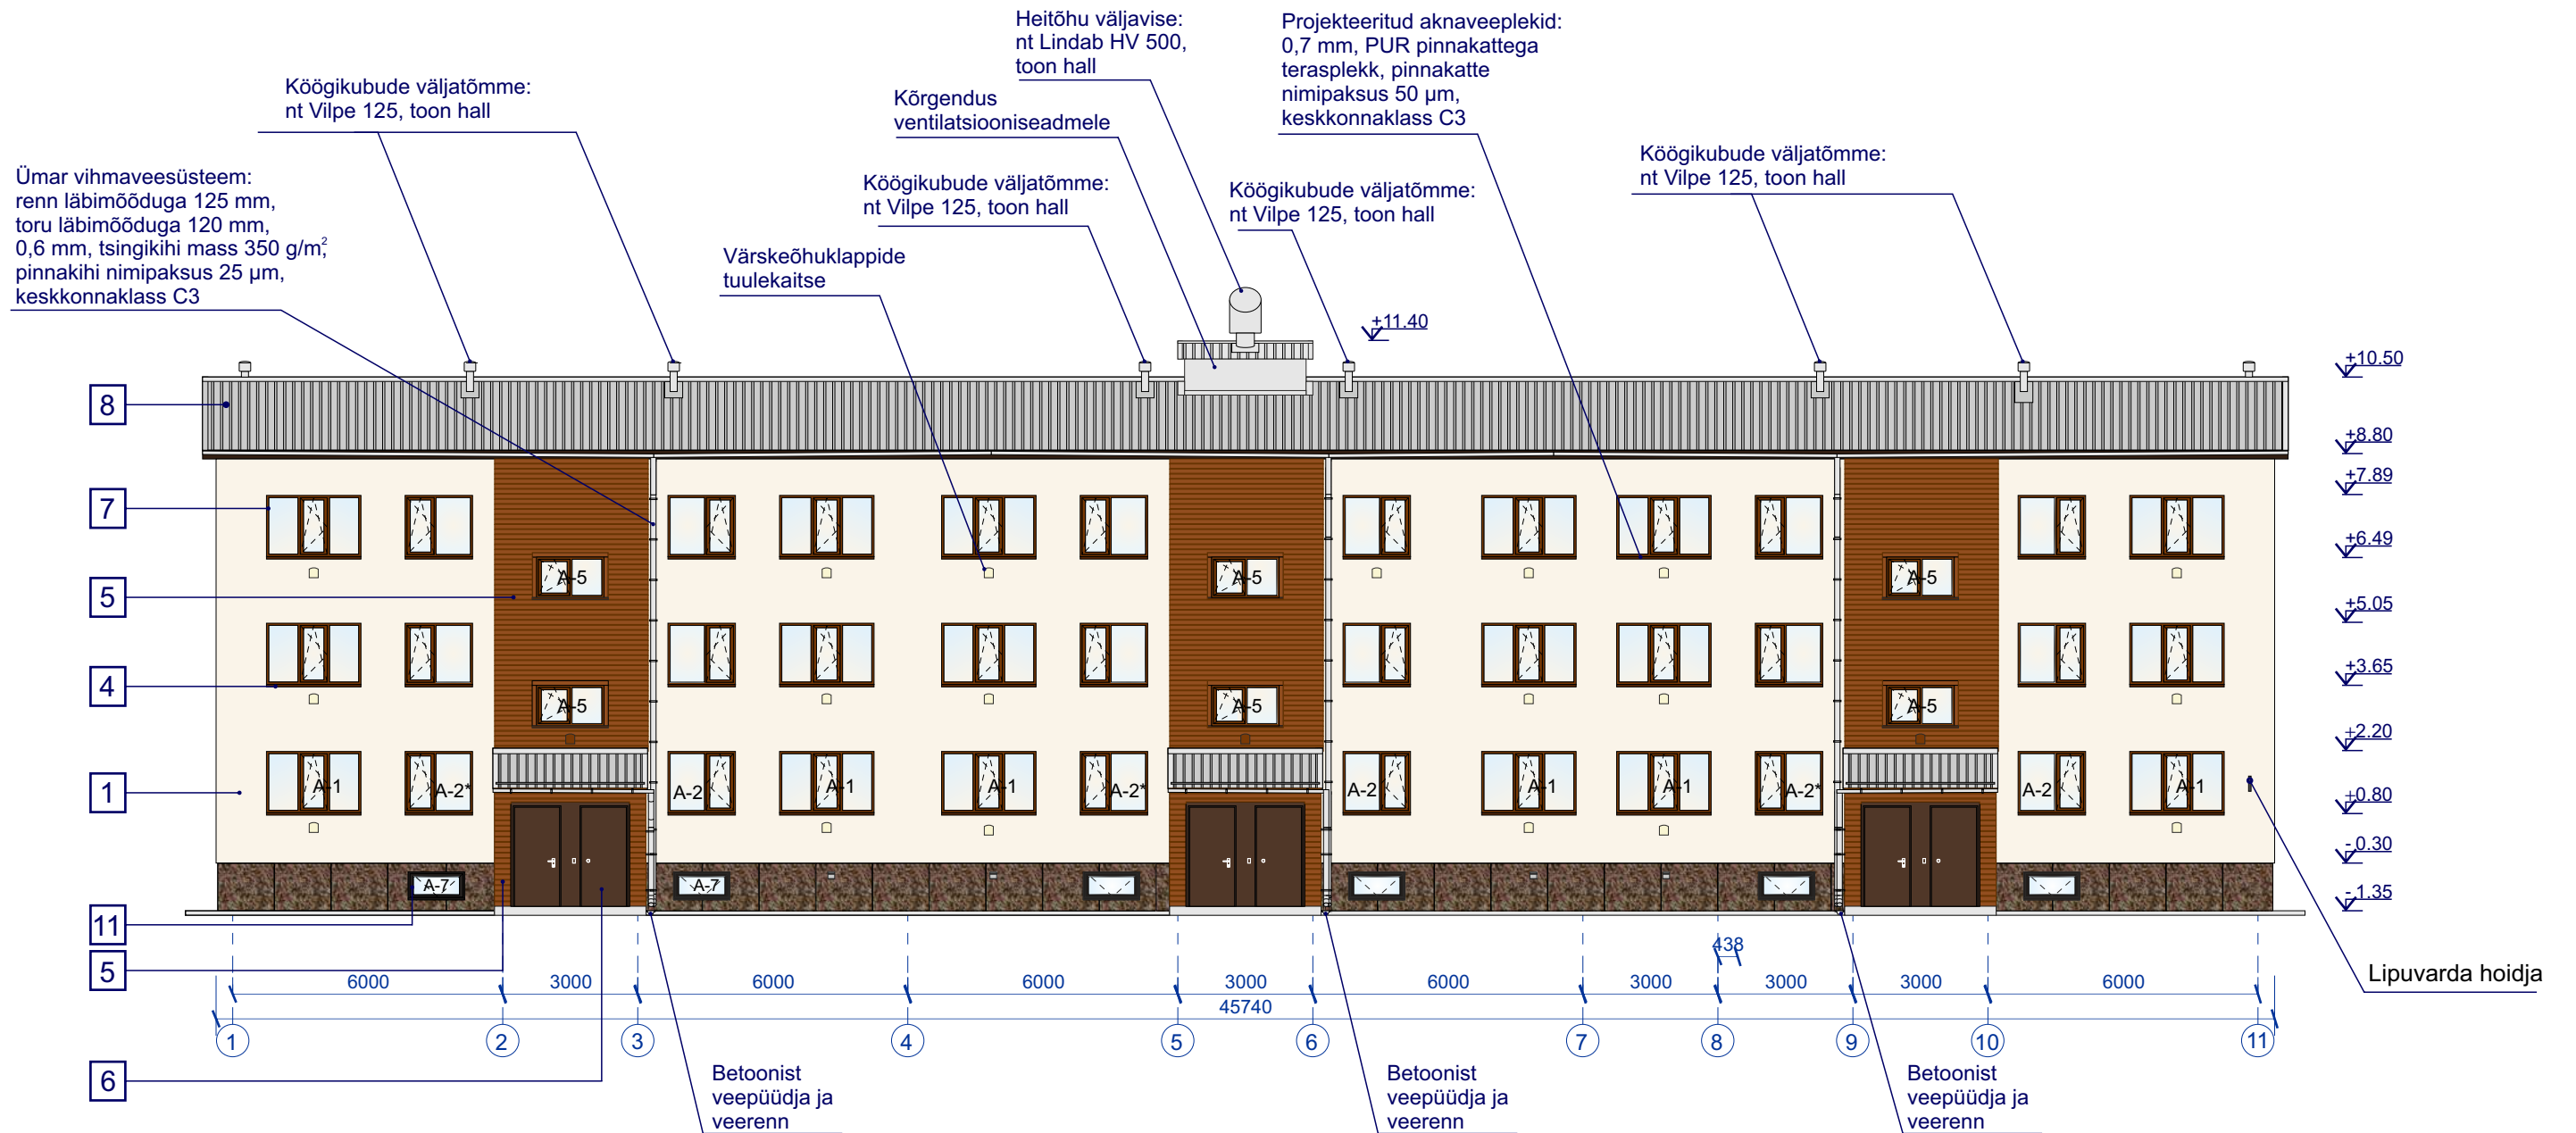 Heitõhu väljavise:
nt Lindab HV 500,
toon hall
Projekteeritud aknaveeplekid:
0,7 mm, PUR pinnakattega
terasplekk, pinnakatte
nimipaksus 50 µm,
keskkonnaklass C3
Köögikubude väljatõmme:
nt Vilpe 125, toon hall
Kõrgendus
ventilatsiooniseadmele
Köögikubude väljatõmme:
nt Vilpe 125, toon hall
Ümar vihmaveesüsteem:
renn läbimõõduga 125 mm,
toru läbimõõduga 120 mm,
0,6 mm, tsingikihi mass 350 g/m²,
pinnakihi nimipaksus 25 µm,
keskkonnaklass C3
Köögikubude väljatõmme:
nt Vilpe 125, toon hall
Köögikubude väljatõmme:
nt Vilpe 125, toon hall
Värskeõhuklappide
tuulekaitse
+11.40
+10.50
8
+8.80
+7.89
7
+6.49
A-5 A-5 A-5
5
+5.05
+3.65
4
A-5 A-5 A-5
+2.20
1
A-1 A-2* A-2 A-1 A-1 A-2* A-2 A-1 A-1 A-2* A-2 A-1
+0.80
-0.30
A-7 A-7
-1.35
11
438
5
Lipuvarda hoidja
6000 3000 6000 6000 3000 6000 3000 3000 3000 6000
45740
1 2 3 4 5 6 7 8 9 10 11
6
Betoonist
veepüüdja ja
veerenn
Betoonist
veepüüdja ja
veerenn
Betoonist
veepüüdja ja
veerenn